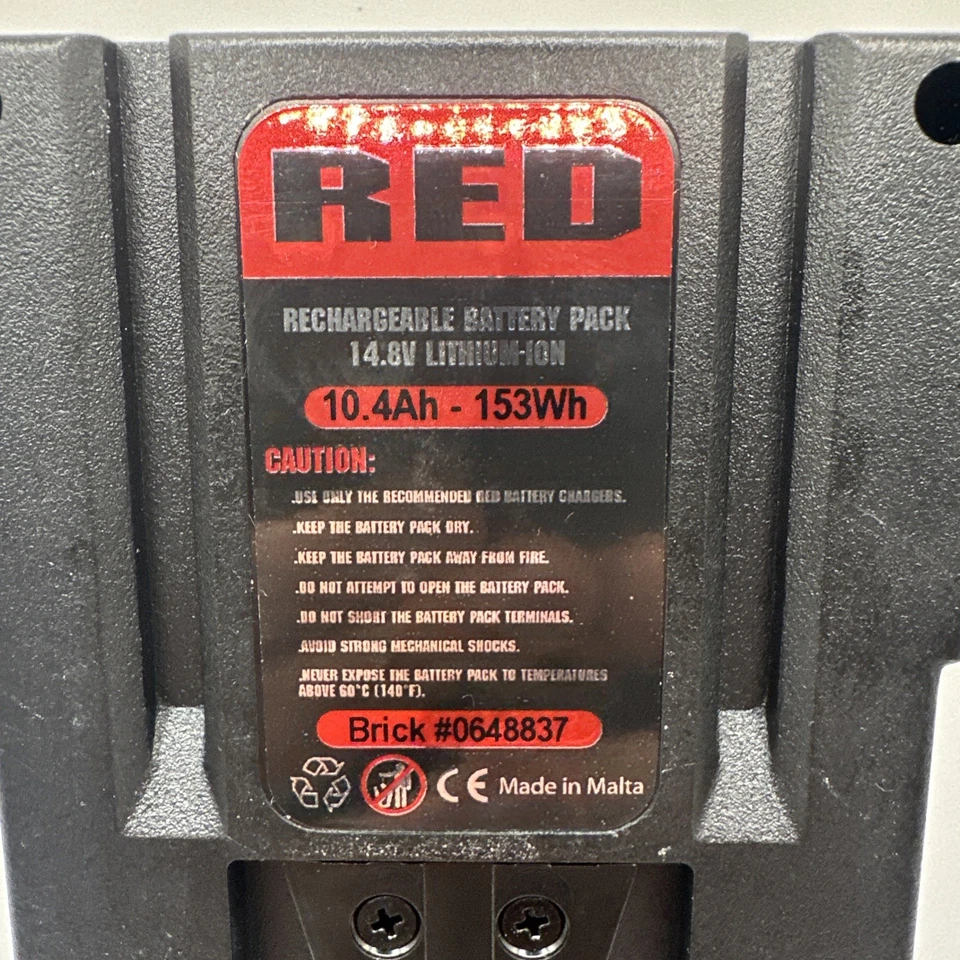 RED
RECHARGEABLE BATTERY PACK
14.8V LITHIUM-ION
10.4Ah - 153Wh
CAUTION:
.USE ONLY THE RECOMMENDED RED BATTERY CHARGERS.
.KEEP THE BATTERY PACK DRY.
.KEEP THE BATTERY PACK AWAY FROM FIRE.
.DO NOT ATTEMPT TO OPEN THE BATTERY PACK.
.DO NOT SHORT THE BATTERY PACK TERMINALS.
.AVOID STRONG MECHANICAL SHOCKS.
.NEVER EXPOSE THE BATTERY PACK TO TEMPERATURES
ABOVE 60°C (140°F).
Brick #0648837
CE Made in Malta